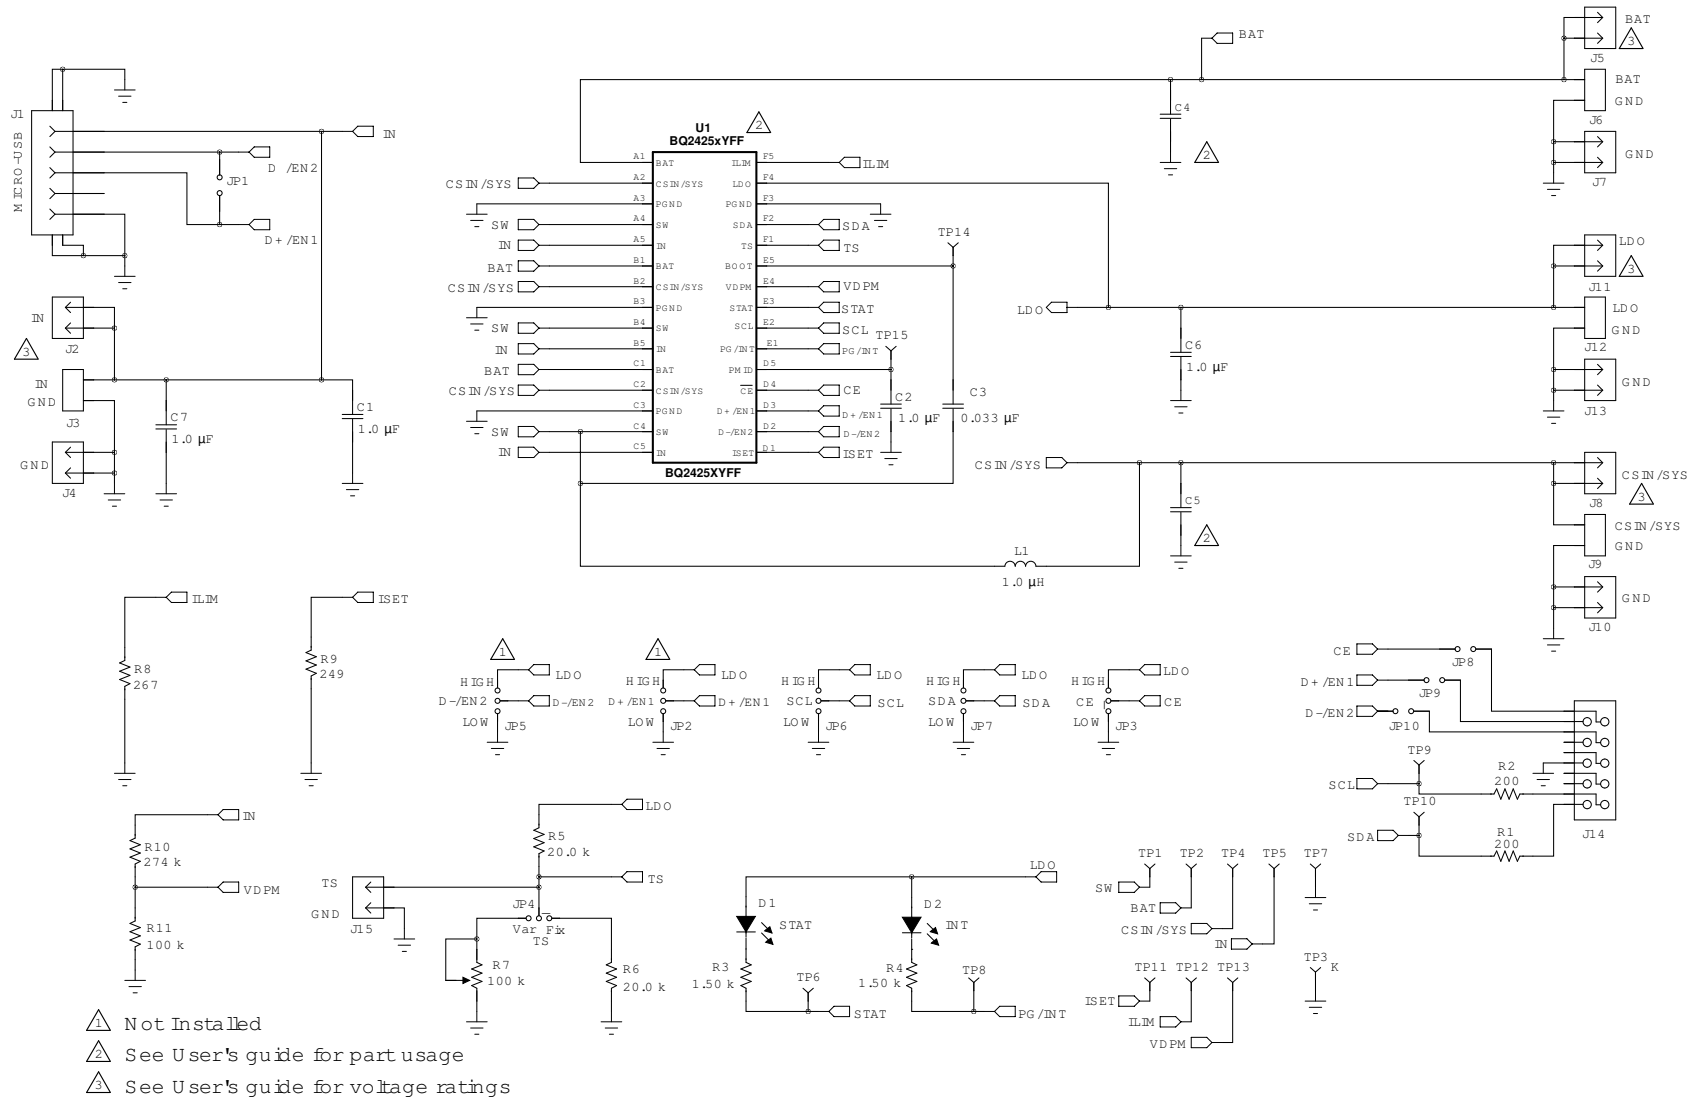 J1
MICRO-USB
IN
D /EN2
JP1
D+/EN1
IN
J2
3
IN
GND
J3
GND
J4
C7
1.0 µF
C1
1.0 µF
U1
BQ2425xYFF
2
A1 BAT
A2 CSIN/SYS
A3 PGND
A4 SW
A5 IN
B1 BAT
B2 CSIN/SYS
B3 PGND
B4 SW
B5 IN
C1 BAT
C2 CSIN/SYS
C3 PGND
C4 SW
C5 IN
ILIM F5
LDO F4
PGND F3
SDA F2
TS F1
BOOT E5
VDPM E4
STAT E3
SCL E2
PG/INT E1
PMID D5
CE D4
D+/EN1 D3
D-/EN2 D2
ISET D1
BQ2425XYFF
CSIN/SYS
SW
IN
BAT
CSIN/SYS
SW
IN
BAT
CSIN/SYS
SW
IN
ILIM
SDA
TS
VDPM
STAT
SCL
PG/INT
CE
D+/EN1
D-/EN2
ISET
TP14
TP15
C2
1.0 µF
C3
0.033 µF
L1
1.0 µH
BAT
C4
2
BAT
3
J5
BAT
GND
J6
GND
J7
LDO
C6
1.0 µF
LDO
3
J11
LDO
GND
J12
GND
J13
CSIN/SYS
C5
2
CSIN/SYS
3
J8
CSIN/SYS
GND
J9
GND
J10
ILIM
R8
267
ISET
R9
249
1
HIGH
LDO
D-/EN2
D-/EN2
LOW
JP5
1
HIGH
LDO
D+/EN1
D+/EN1
LOW
JP2
HIGH
LDO
SCL
SCL
LOW
JP6
HIGH
LDO
SDA
SDA
LOW
JP7
HIGH
LDO
CE
CE
LOW
JP3
CE
JP8
D+/EN1
JP9
D-/EN2
JP10
TP9
SCL
R2
200
TP10
SDA
R1
200
J14
IN
R10
274 k
VDPM
R11
100 k
LDO
R5
20.0 k
TS
TS
GND
J15
JP4
Var Fix
TS
R7
100 k
R6
20.0 k
LDO
D1
STAT
R3
1.50 k
TP6
STAT
D2
INT
R4
1.50 k
TP8
PG/INT
TP1
TP2
TP4
TP5
TP7
SW
BAT
CSIN/SYS
IN
TP11
TP12
TP13
TP3
K
ISET
ILIM
VDPM
1 Not Installed
2 See User's guide for part usage
3 See User's guide for voltage ratings